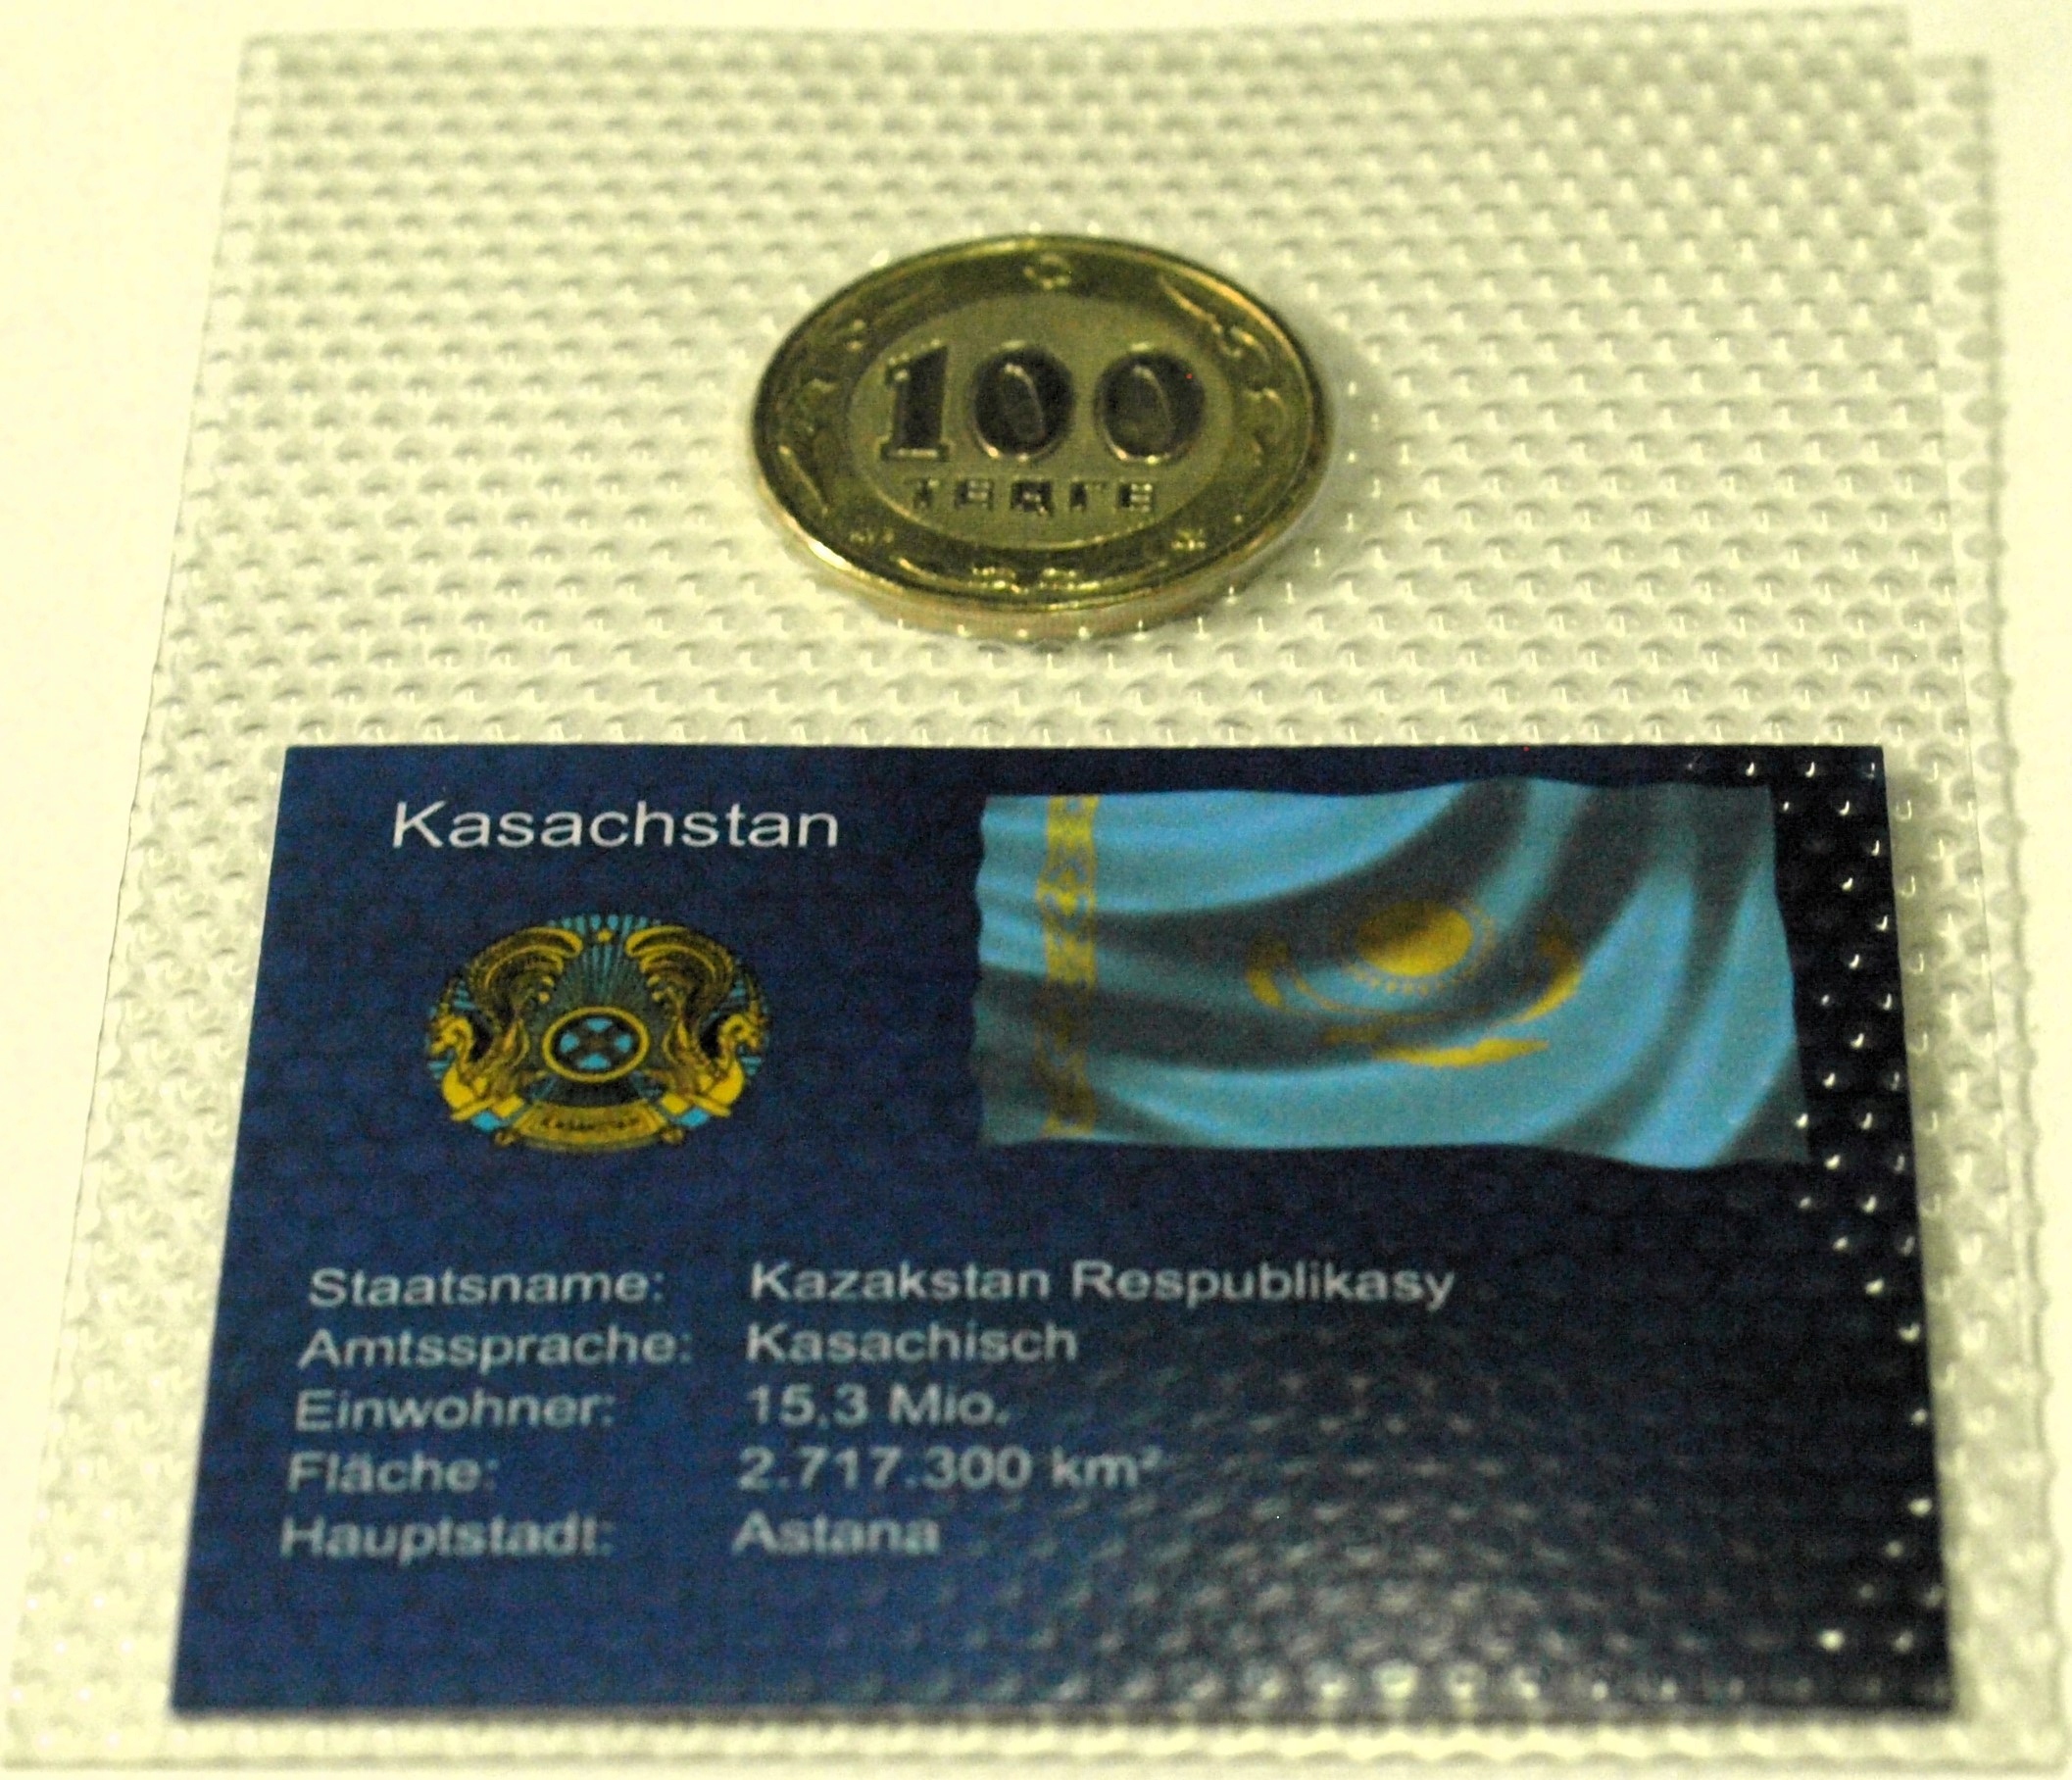 100
ТЕҢГЕ
Kasachstan
Staatsname: Kazakstan Respublikasy
Amtssprache: Kasachisch
Einwohner: 15,3 Mio.
Fläche: 2.717.300 km²
Hauptstadt: Astana